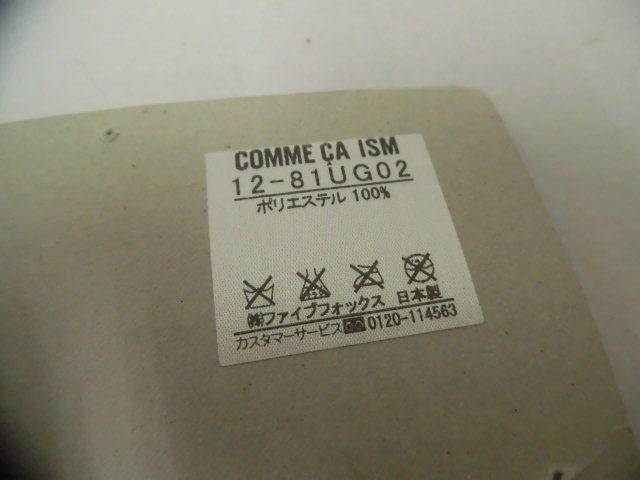 COMME ÇA ISM
12-81UG02
ポリエステル 100%
㈱ファイブフォックス 日本製
カスタマーサービス 0120-114563